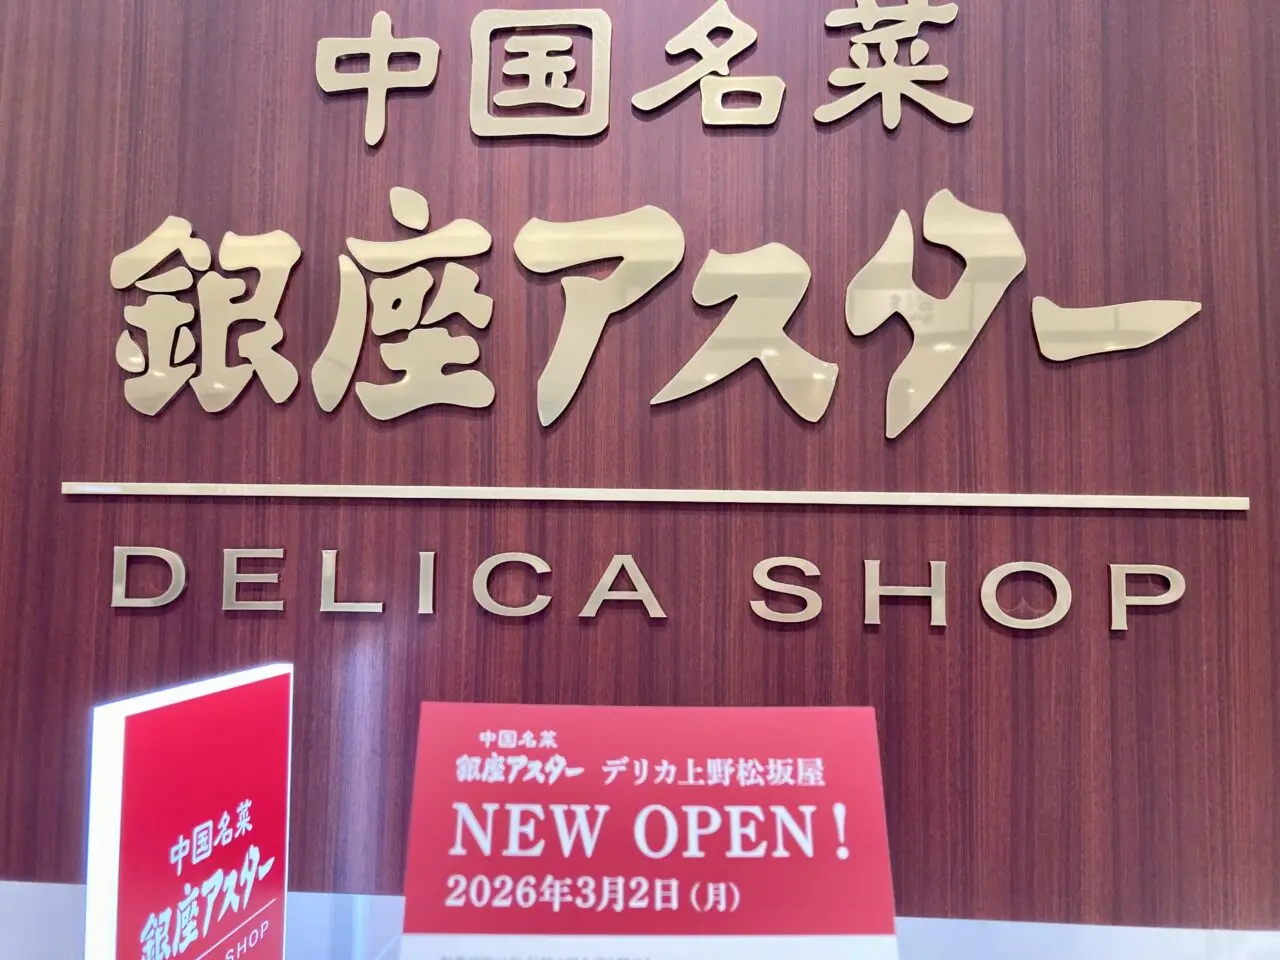 中国名菜
銀座アスター
DELICA SHOP
中国名菜
銀座アスター デリカ上野松坂屋
NEW OPEN!
2026年3月2日(月)
中国名菜
銀座アスター
SHOP